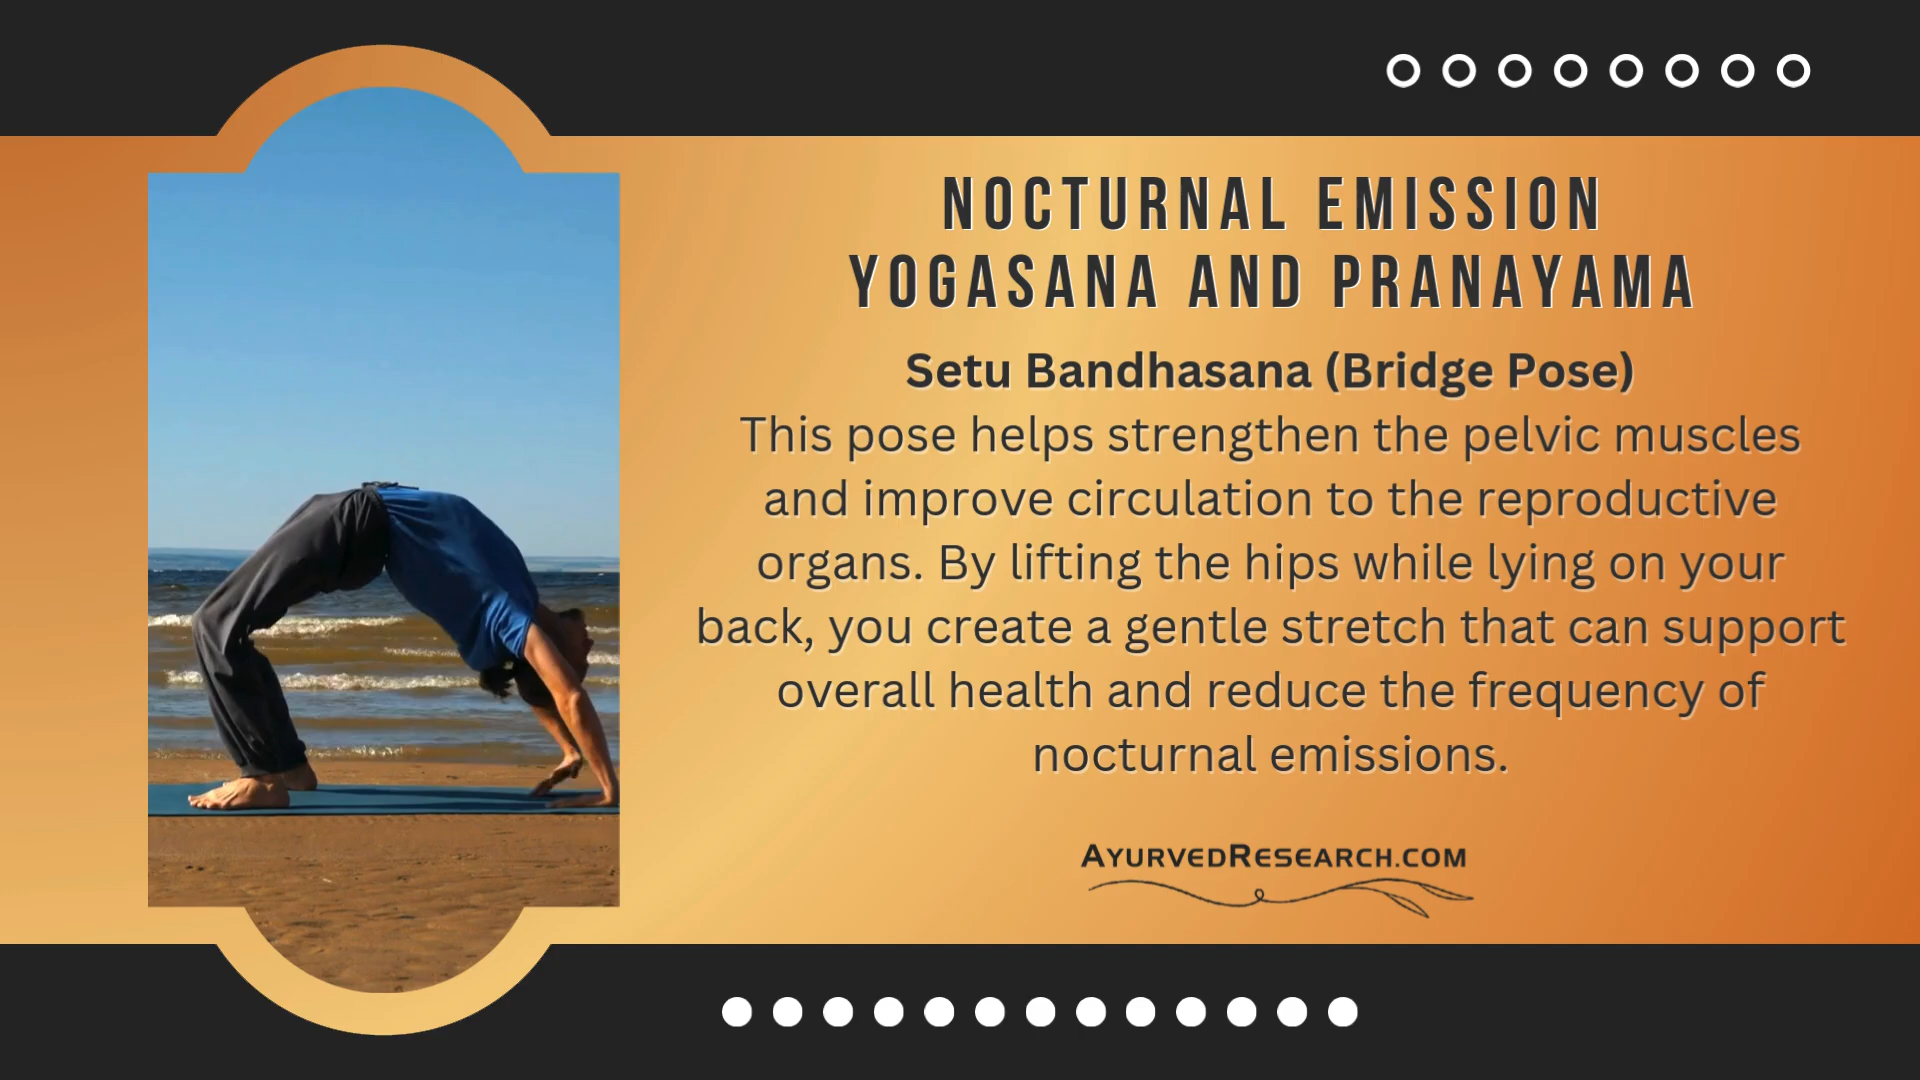 NOCTURNAL EMISSION
YOGASANA AND PRANAYAMA
Setu Bandhasana (Bridge Pose)
This pose helps strengthen the pelvic muscles
and improve circulation to the reproductive
organs. By lifting the hips while lying on your
back, you create a gentle stretch that can support
overall health and reduce the frequency of
nocturnal emissions.
AYURVEDRESEARCH.COM